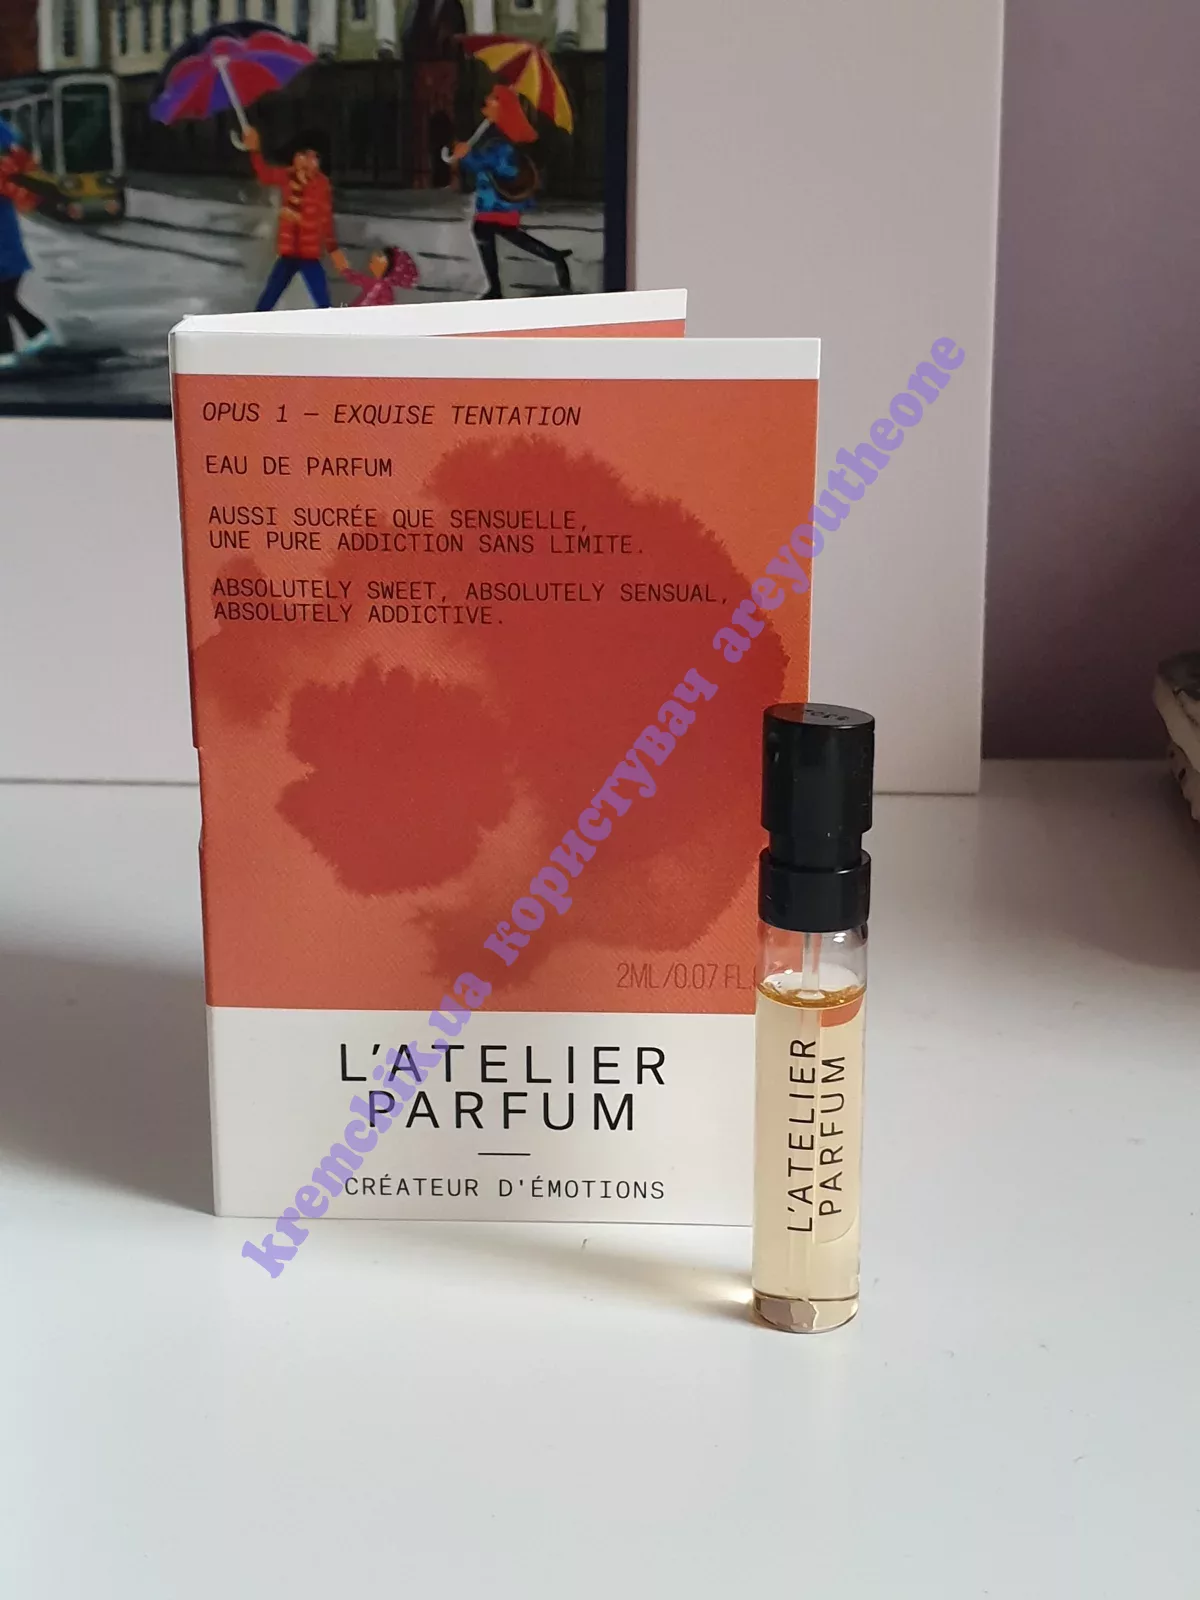 OPUS 1 – EXQUISE TENTATION
EAU DE PARFUM
AUSSI SUCRÉE QUE SENSUELLE,
UNE PURE ADDICTION SANS LIMITE.
ABSOLUTELY SWEET, ABSOLUTELY SENSUAL,
ABSOLUTELY ADDICTIVE.
2ML/0.07 FL.
L'ATELIER
PARFUM
CRÉATEUR D'ÉMOTIONS
L'ATELIER
PARFUM
kremchiik.ua користувач areyoutheone